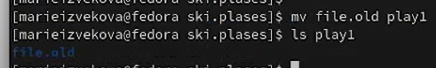 [marieizvekova@fedora ski.plases]$ mv file.old play1
[marieizvekova@fedora ski.plases]$ ls play1
file.old
[marieizvekova@fedora ski.plases]$